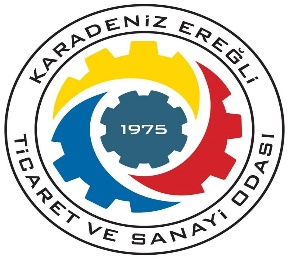 KARADENİZ EREĞLİ
1975
TİCARET VE SANAYİ ODASI